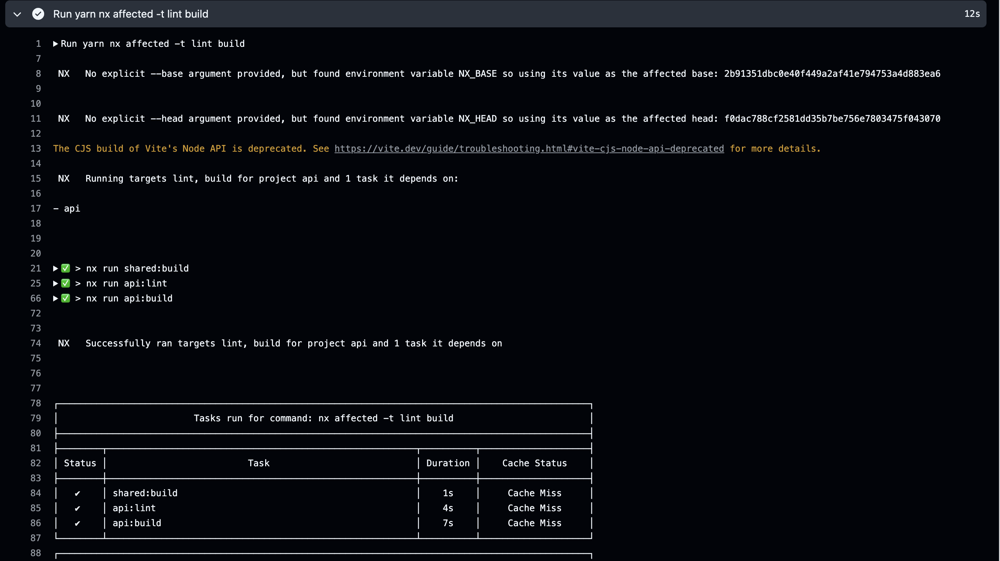 Run yarn nx affected -t lint build 12s
1 Run yarn nx affected -t lint build
7
8 NX No explicit --base argument provided, but found environment variable NX_BASE so using its value as the affected base: 2b91351dbc0e40f449a2af41e794753a4d883ea6
9
10
11 NX No explicit --head argument provided, but found environment variable NX_HEAD so using its value as the affected head: f0dac788cf2581dd35b7be756e7803475f043070
12
13 The CJS build of Vite's Node API is deprecated. See https://vite.dev/guide/troubleshooting.html#vite-cjs-node-api-deprecated for more details.
14
15 NX Running targets lint, build for project api and 1 task it depends on:
16
17 - api
18
19
20
21 ✅ > nx run shared:build
25 ✅ > nx run api:lint
66 ✅ > nx run api:build
72
73
74 NX Successfully ran targets lint, build for project api and 1 task it depends on
75
76
77
78
79 Tasks run for command: nx affected -t lint build
80
81
82 Status Task Duration Cache Status
83
84 ✔ shared:build 1s Cache Miss
85 ✔ api:lint 4s Cache Miss
86 ✔ api:build 7s Cache Miss
87
88